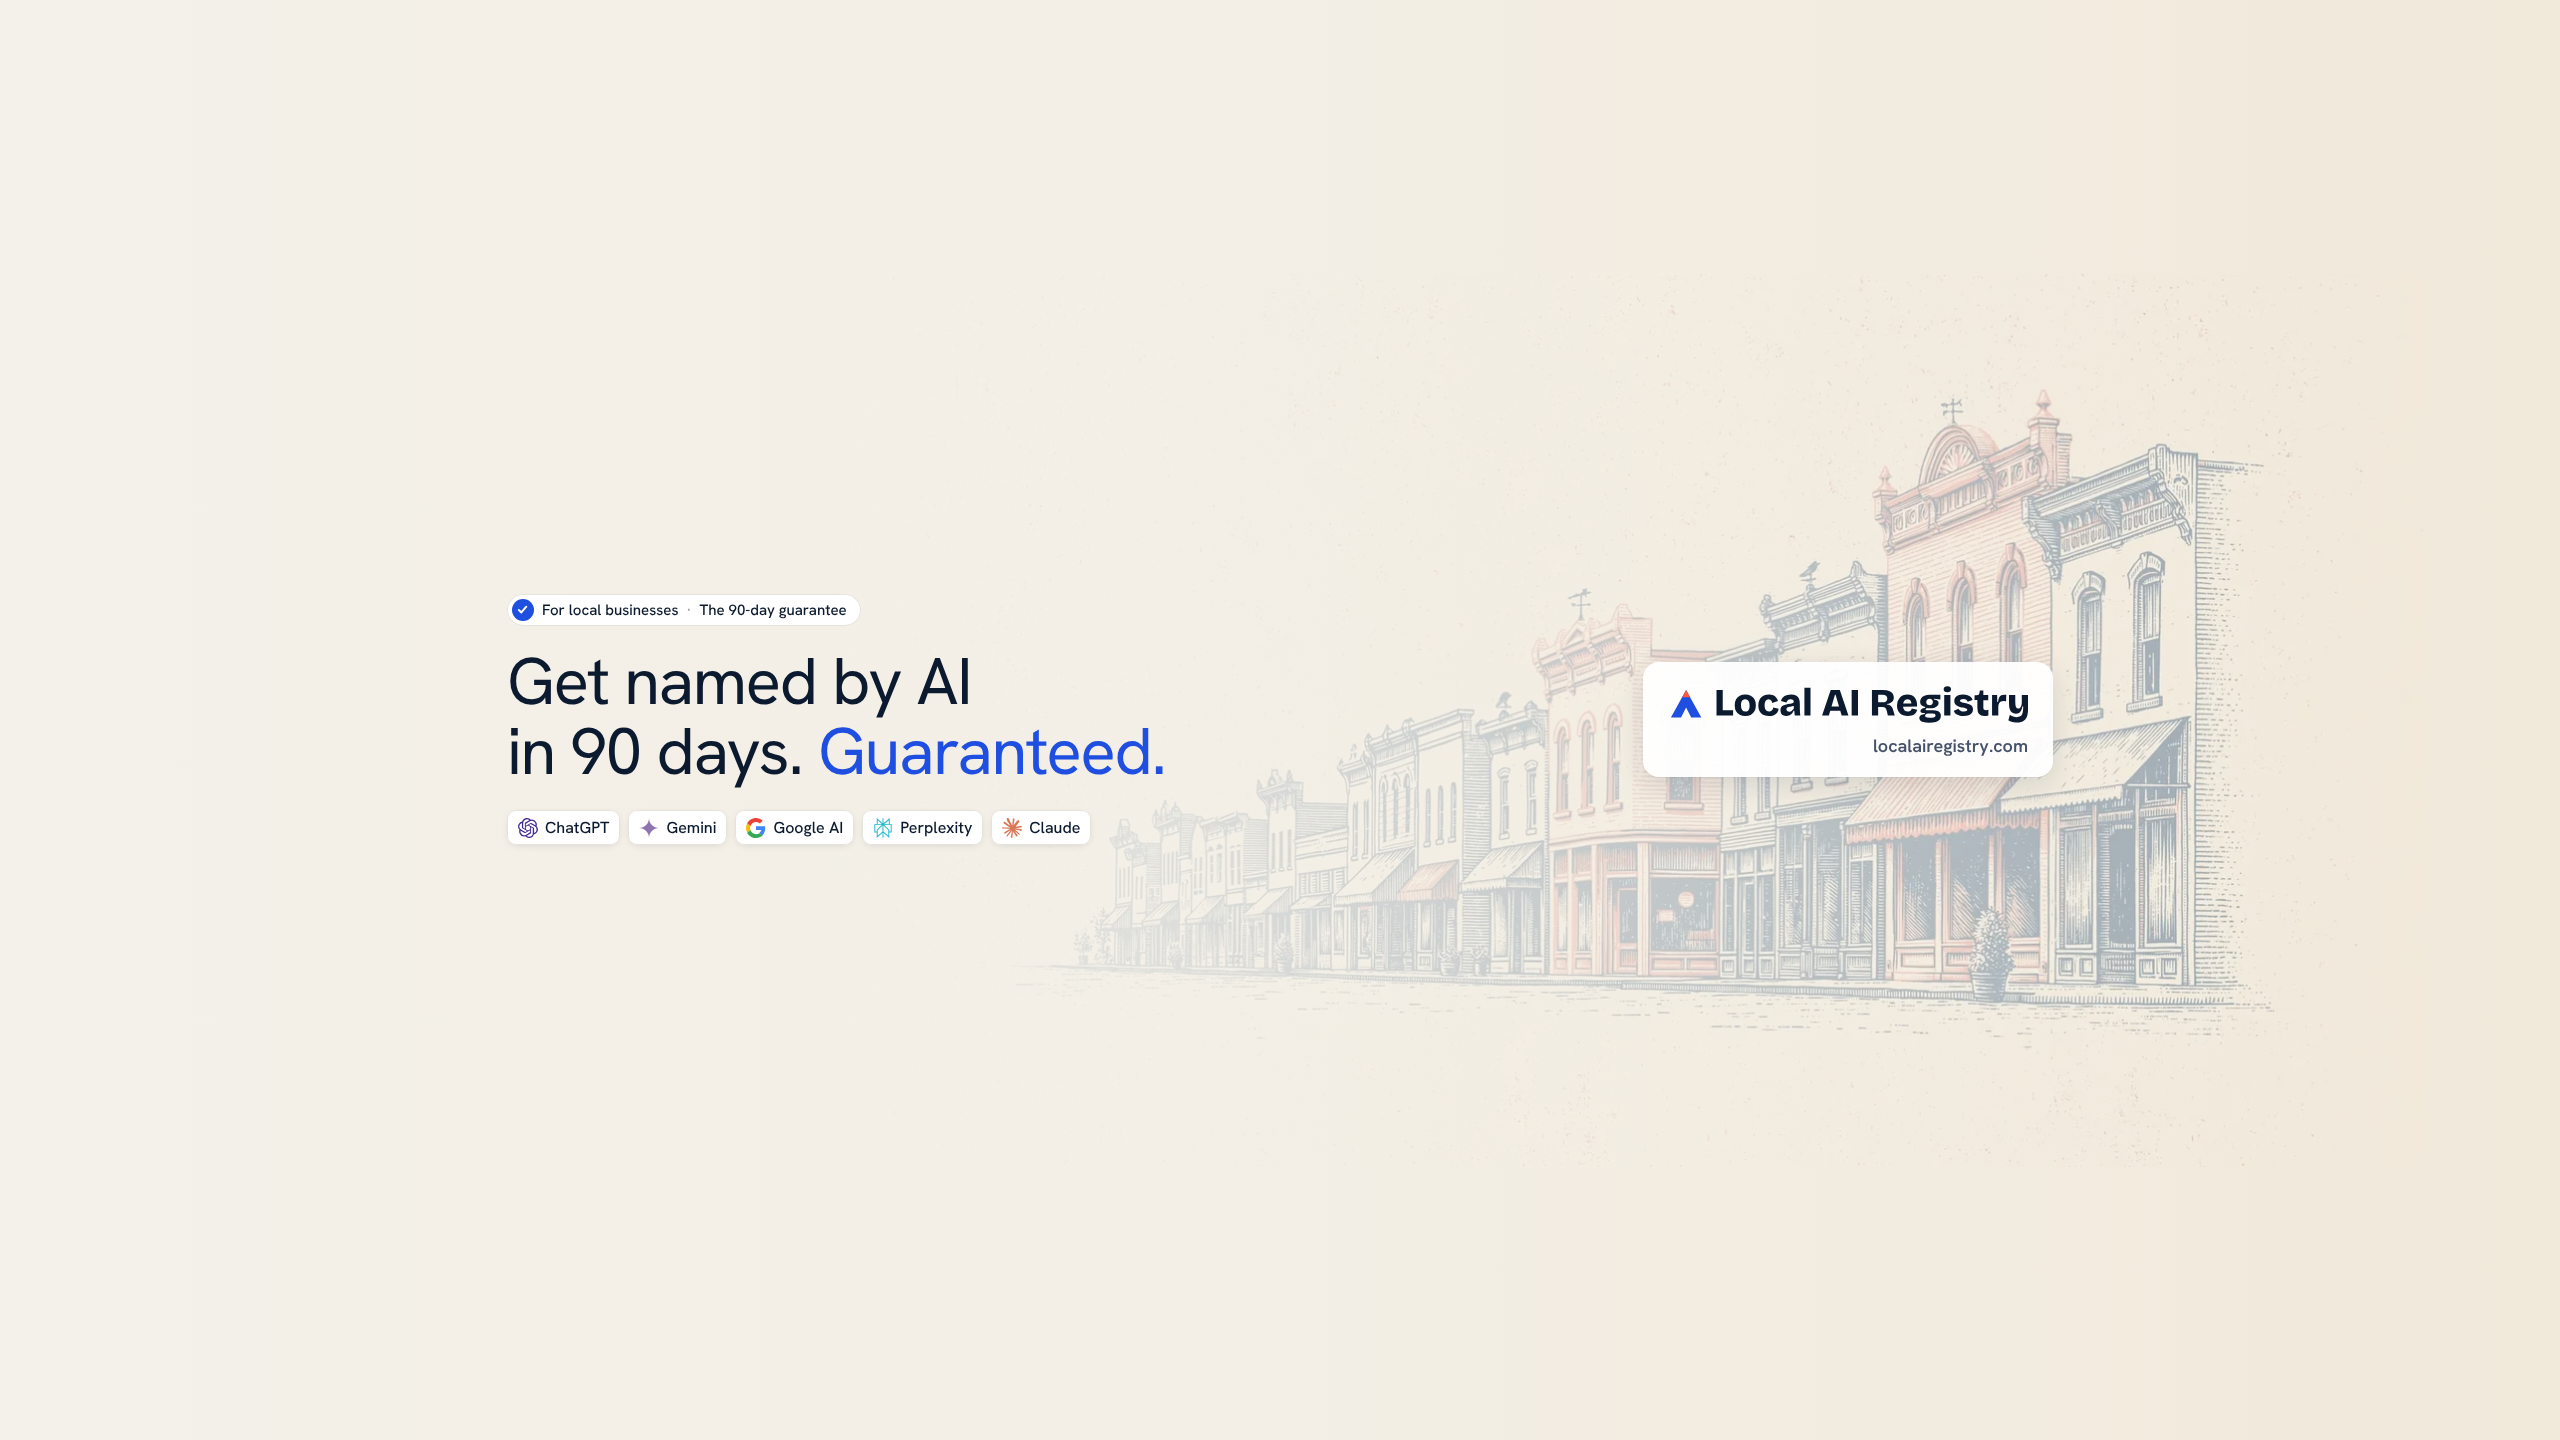 For local businesses · The 90-day guarantee
Get named by AI
in 90 days. Guaranteed.
ChatGPT Gemini Google AI Perplexity Claude
Local AI Registry
localairegistry.com